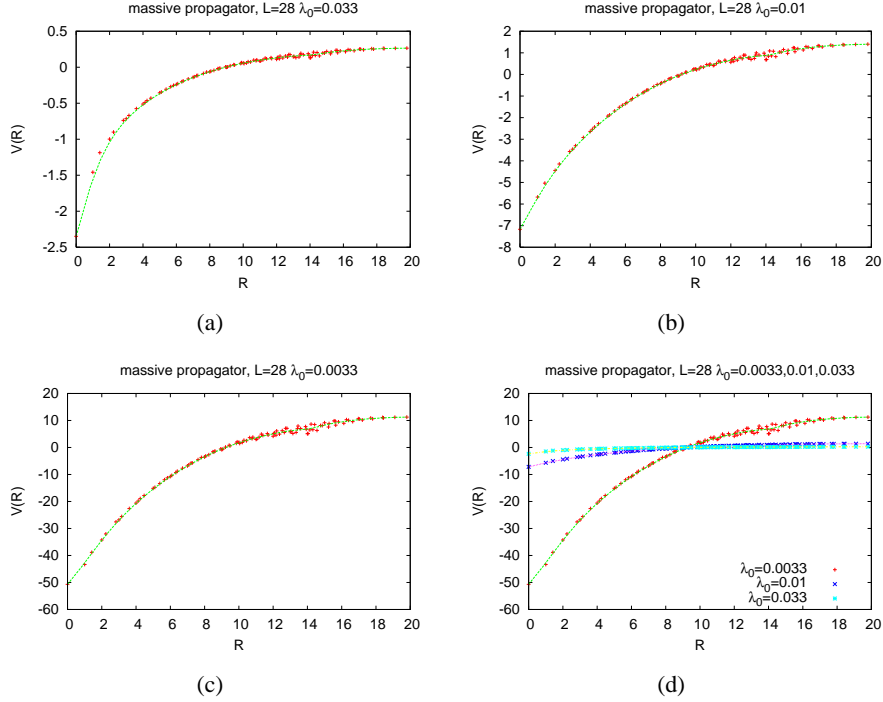 massive propagator, L=28 λ0=0.033
0.5
0
-0.5
-1
-1.5
-2
-2.5
V(R)
0 2 4 6 8 10 12 14 16 18 20
R
(a)
massive propagator, L=28 λ0=0.01
2
1
0
-1
-2
-3
-4
-5
-6
-7
-8
V(R)
0 2 4 6 8 10 12 14 16 18 20
R
(b)
massive propagator, L=28 λ0=0.0033
20
10
0
-10
-20
-30
-40
-50
-60
V(R)
0 2 4 6 8 10 12 14 16 18 20
R
(c)
massive propagator, L=28 λ0=0.0033,0.01,0.033
20
10
0
-10
-20
-30
-40
-50
-60
V(R)
λ0=0.0033
λ0=0.01
λ0=0.033
0 2 4 6 8 10 12 14 16 18 20
R
(d)